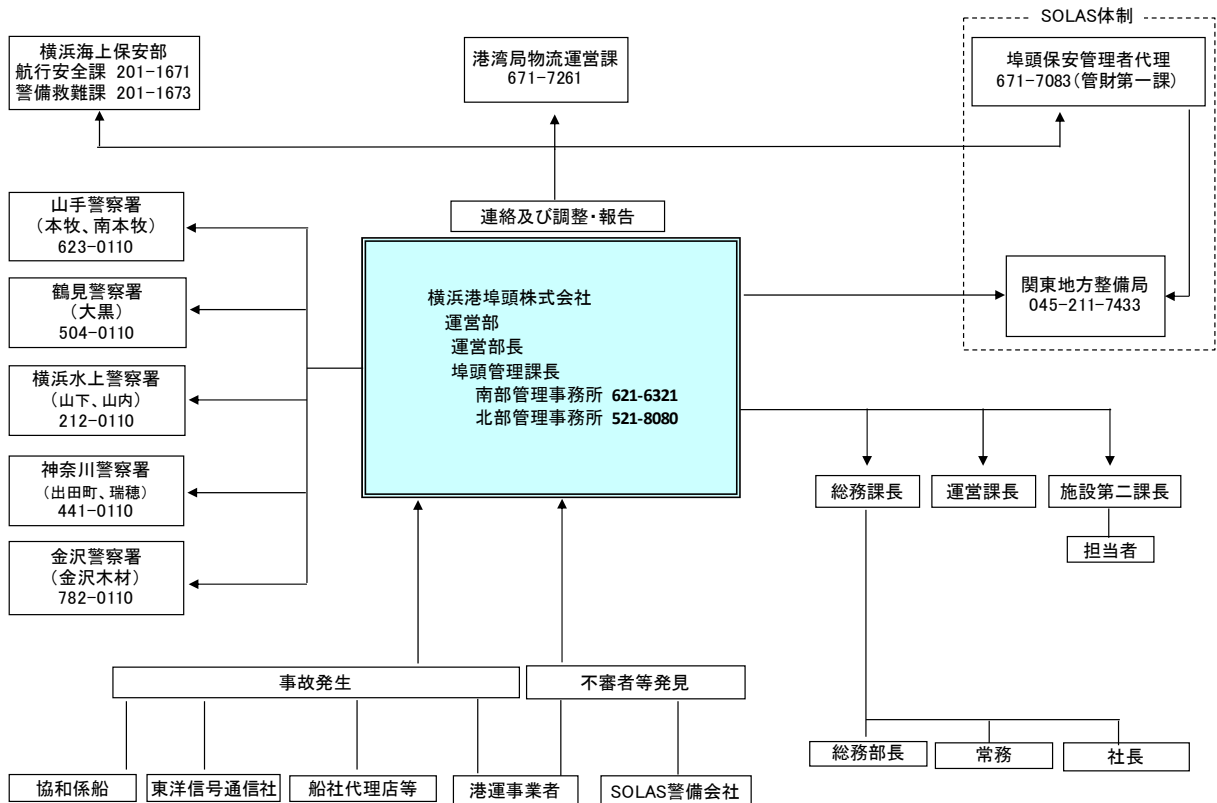 SOLAS体制
横浜海上保安部
航行安全課 201-1671
警備救難課 201-1673
港湾局物流運営課
671-7261
埠頭保安管理者代理
671-7083(管財第一課)
山手警察署
(本牧、南本牧)
623-0110
連絡及び調整・報告
鶴見警察署
(大黒)
504-0110
横浜港埠頭株式会社
運営部
運営部長
埠頭管理課長
南部管理事務所 621-6321
北部管理事務所 521-8080
関東地方整備局
045-211-7433
横浜水上警察署
(山下、山内)
212-0110
神奈川警察署
(出田町、瑞穂)
441-0110
総務課長
運営課長
施設第二課長
担当者
金沢警察署
(金沢木材)
782-0110
事故発生
不審者等発見
総務部長
常務
社長
協和係船
東洋信号通信社
船社代理店等
港運事業者
SOLAS警備会社